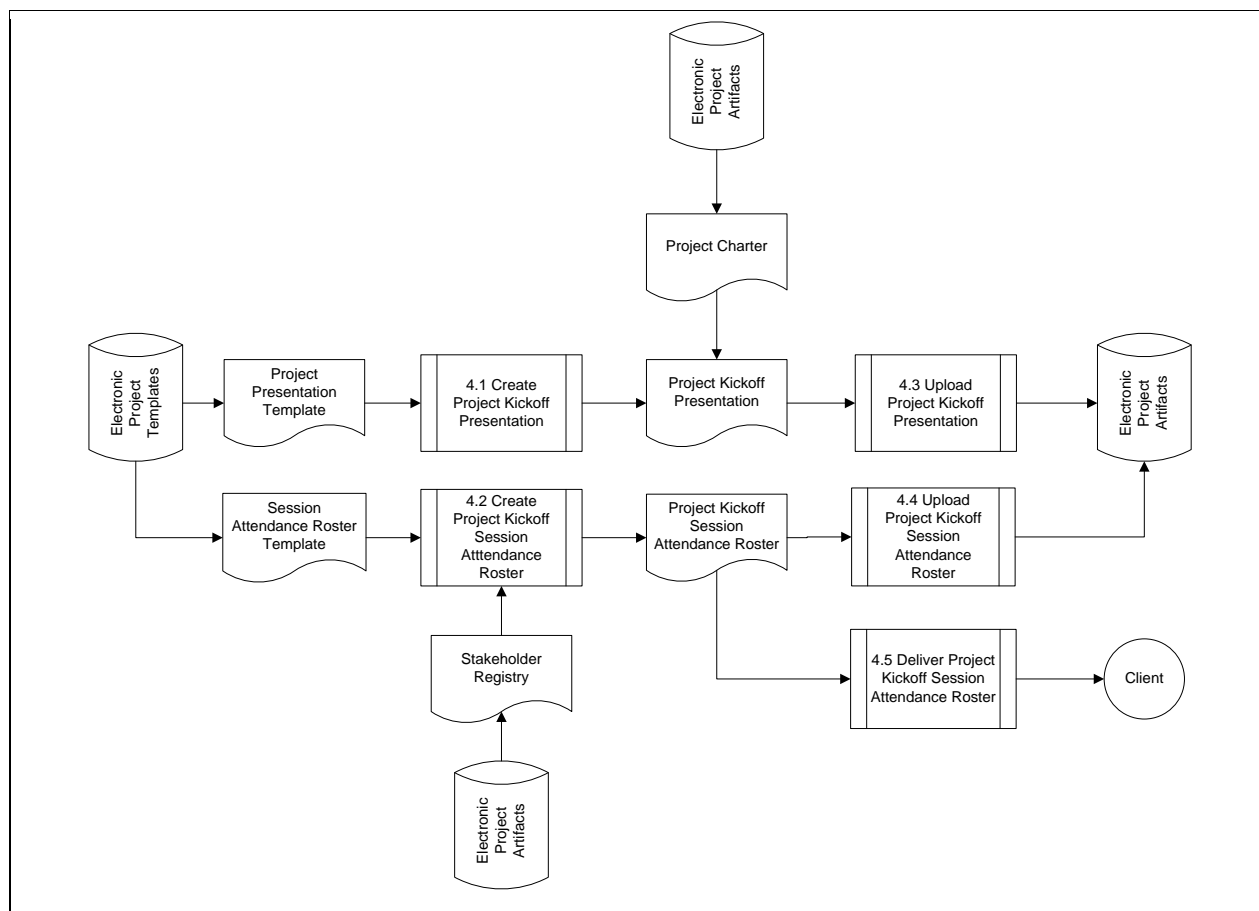 Electronic
Project
Artifacts
Project Charter
Electronic
Project
Templates
Project
Presentation
Template
4.1 Create
Project Kickoff
Presentation
Project Kickoff
Presentation
4.3 Upload
Project Kickoff
Presentation
Electronic
Project
Artifacts
Session
Attendance Roster
Template
4.2 Create
Project Kickoff
Session
Atttendance
Roster
Project Kickoff
Session
Attendance Roster
4.4 Upload
Project Kickoff
Session
Attendance
Roster
Stakeholder
Registry
4.5 Deliver Project
Kickoff Session
Attendance Roster
Client
Electronic
Project
Artifacts